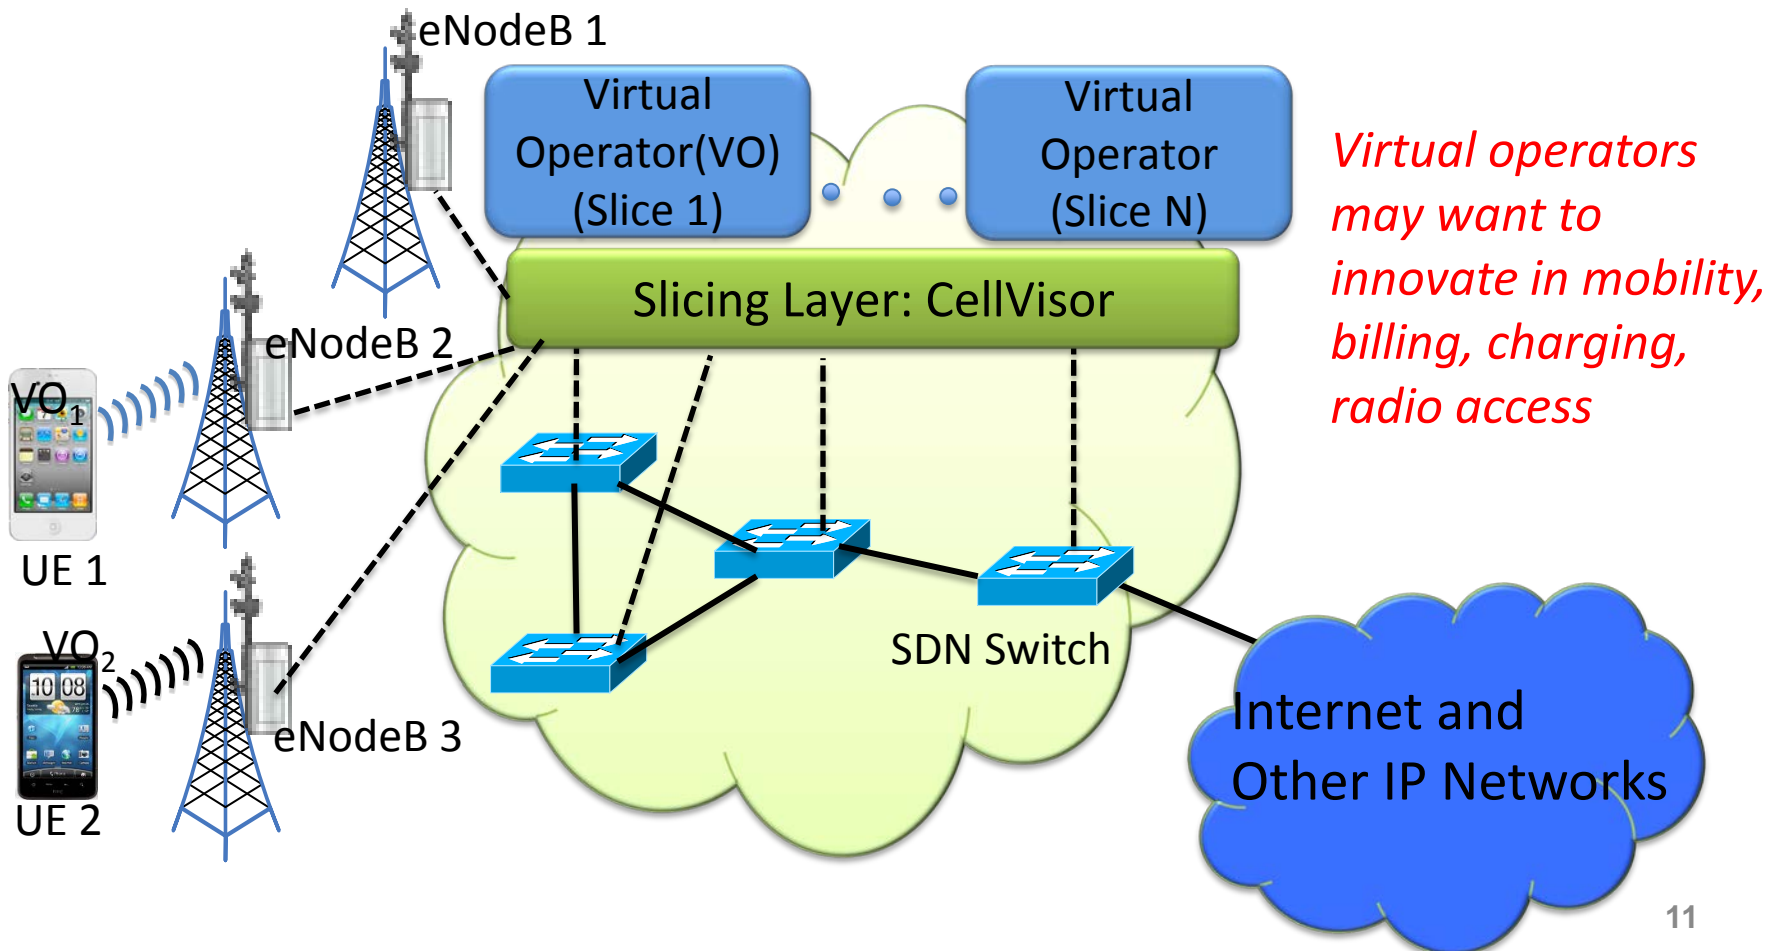 eNodeB 1
Virtual
Operator(VO)
(Slice 1)
Virtual
Operator
(Slice N)
Virtual operators
may want to
innovate in mobility,
billing, charging,
radio access
Slicing Layer: CellVisor
eNodeB 2
VO1
UE 1
VO2
10 08
UE 2
eNodeB 3
SDN Switch
Internet and
Other IP Networks
11